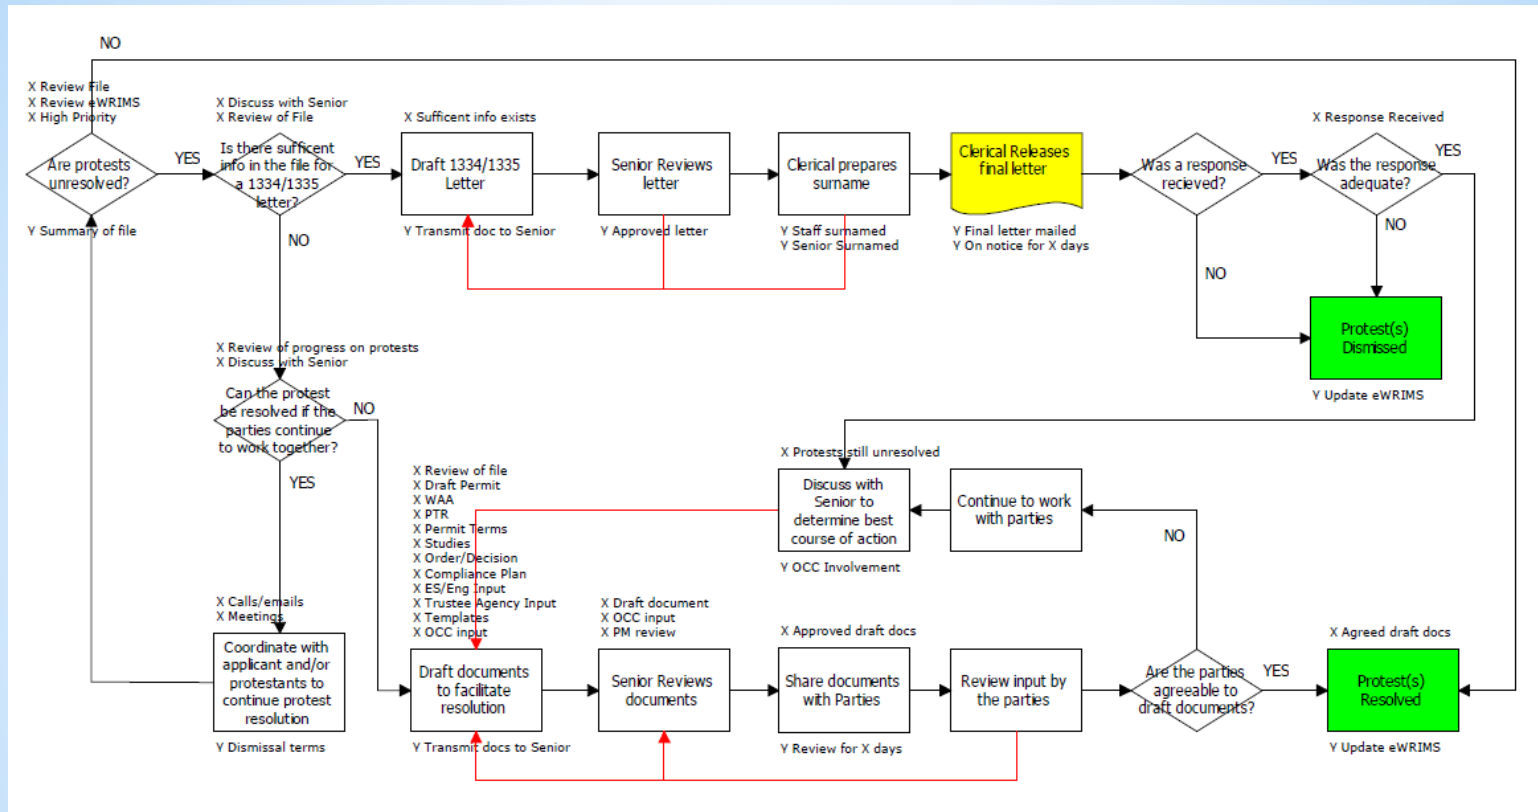 NO
X Review File
X Review eWRIMS
X High Priority
Are protests
unresolved?
Y Summary of file
YES
X Discuss with Senior
X Review of File
Is there sufficent
info in the file for
a 1334/1335
letter?
YES
NO
X Sufficent info exists
Draft 1334/1335
Letter
Y Transmit doc to Senior
Senior Reviews
letter
Y Approved letter
Clerical prepares
surname
Y Staff surnamed
Y Senior Surnamed
Clerical Releases
final letter
Y Final letter mailed
Y On notice for X days
Was a response
recieved?
YES
NO
X Response Received
Was the response
adequate?
YES
NO
Protest(s)
Dismissed
Y Update eWRIMS
X Review of progress on protests
X Discuss with Senior
Can the protest
be resolved if the
parties continue
to work together?
NO
YES
X Calls/emails
X Meetings
Coordinate with
applicant and/or
protestants to
continue protest
resolution
Y Dismissal terms
X Review of file
X Draft Permit
X WAA
X PTR
X Permit Terms
X Studies
X Order/Decision
X Compliance Plan
X ES/Eng Input
X Trustee Agency Input
X Templates
X OCC input
Draft documents
to facilitate
resolution
Y Transmit docs to Senior
X Draft document
X OCC input
X PM review
Senior Reviews
documents
X Protests still unresolved
Discuss with
Senior to
determine best
course of action
Y OCC Involvement
Continue to work
with parties
X Approved draft docs
Share documents
with Parties
Y Review for X days
Review input by
the parties
NO
Are the parties
agreeable to
draft documents?
YES
X Agreed draft docs
Protest(s)
Resolved
Y Update eWRIMS